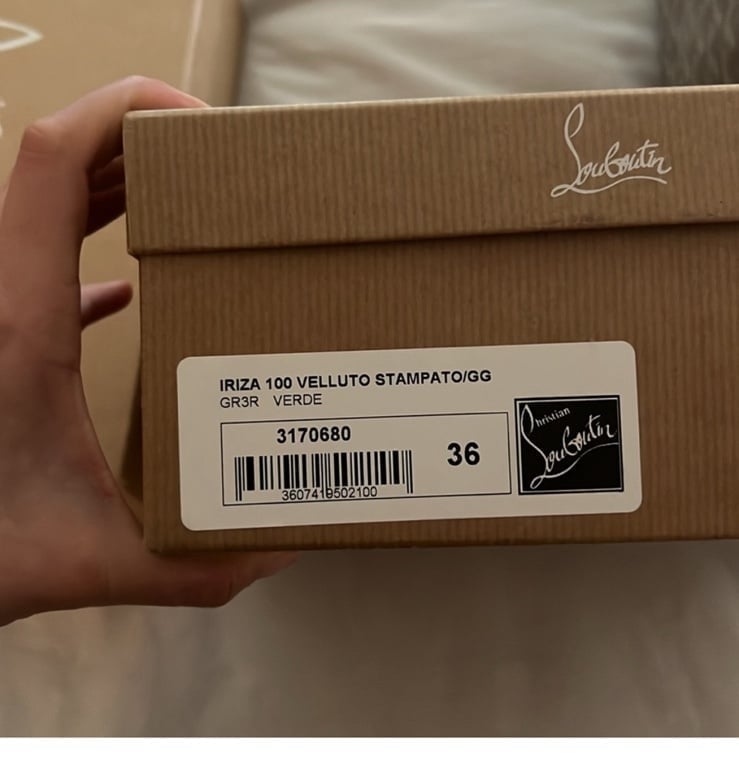 Louboutin
IRIZA 100 VELLUTO STAMPATO/GG
GR3R VERDE
3170680
36
3607419502100
Christian
Louboutin